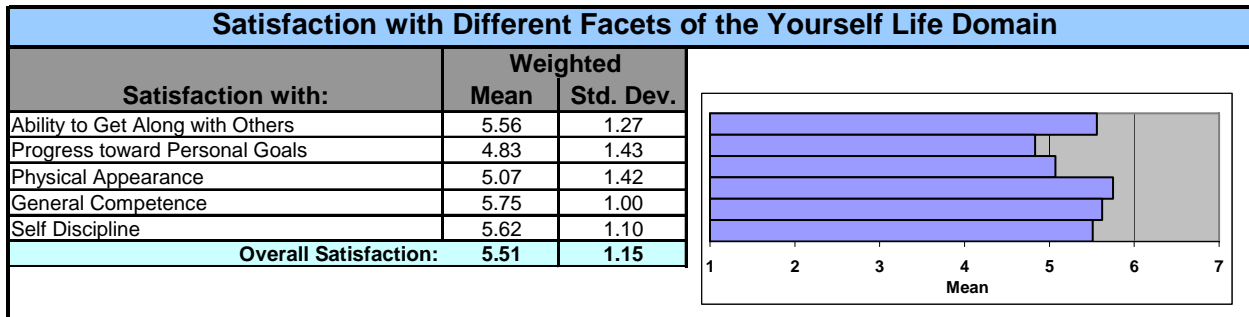 Satisfaction with Different Facets of the Yourself Life Domain
Weighted
Satisfaction with: Mean Std. Dev.
Ability to Get Along with Others 5.56 1.27
Progress toward Personal Goals 4.83 1.43
Physical Appearance 5.07 1.42
General Competence 5.75 1.00
Self Discipline 5.62 1.10
Overall Satisfaction: 5.51 1.15
1 2 3 4 5 6 7
Mean